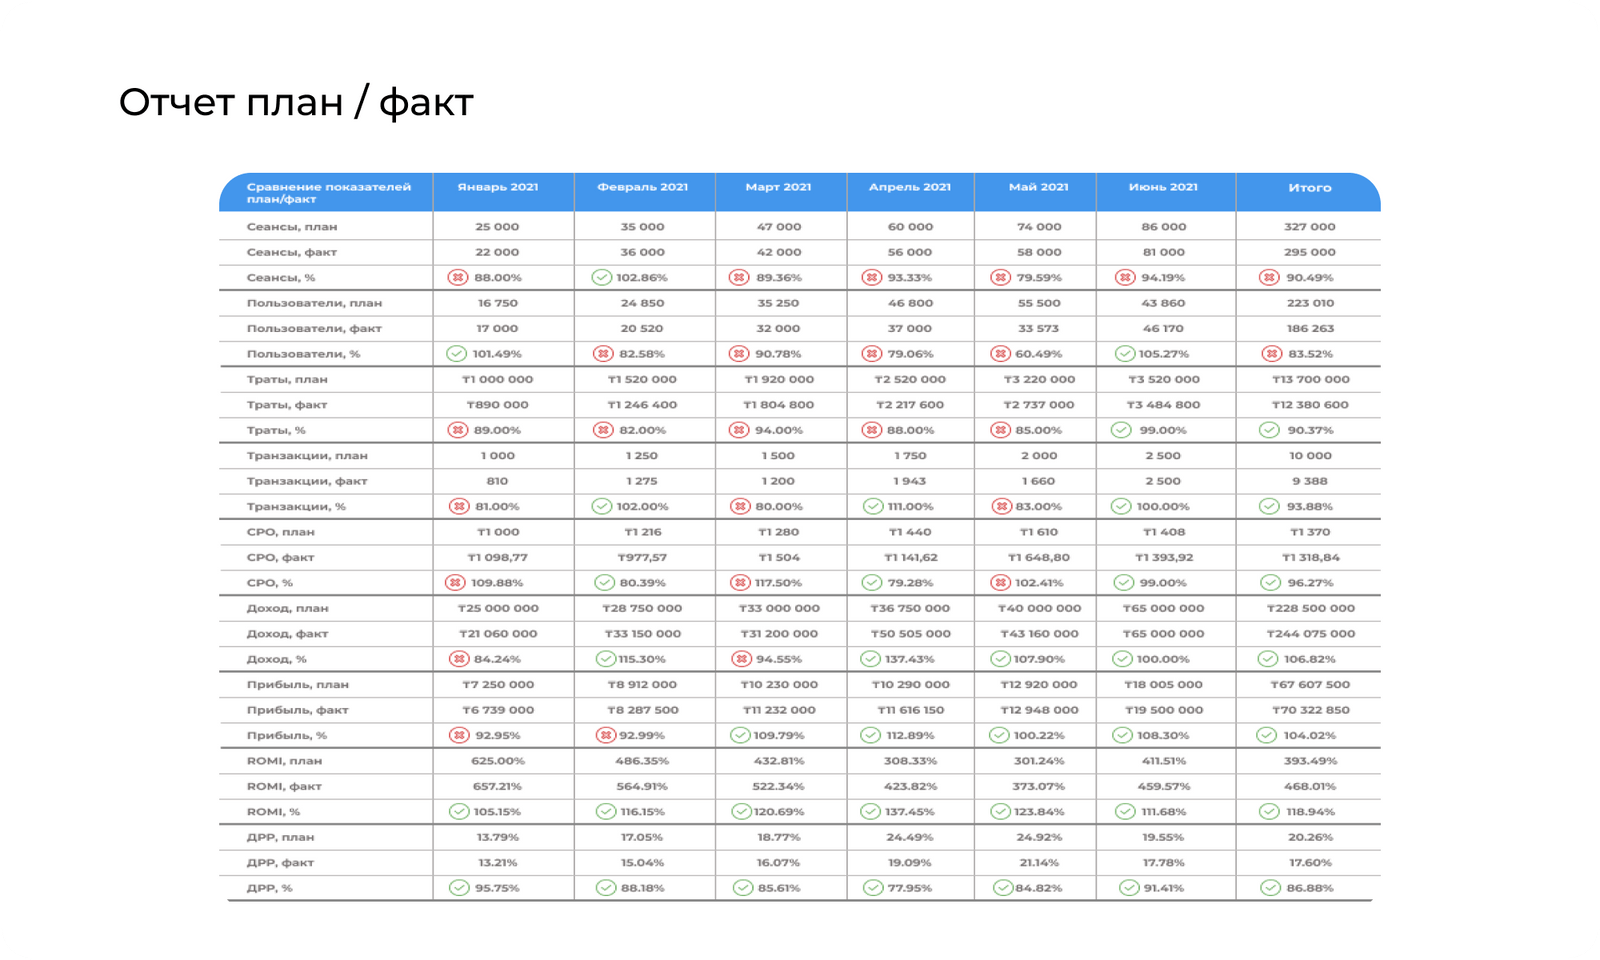 Отчет план / факт
Сравнение показателей план/факт Январь 2021 Февраль 2021 Март 2021 Апрель 2021 Май 2021 Июнь 2021 Итого
Сеансы, план 25 000 35 000 47 000 60 000 74 000 86 000 327 000
Сеансы, факт 22 000 36 000 42 000 56 000 58 000 81 000 295 000
Сеансы, % 88.00% 102.86% 89.36% 93.33% 79.59% 94.19% 90.49%
Пользователи, план 16 750 24 850 35 250 46 800 55 500 43 860 223 010
Пользователи, факт 17 000 20 520 32 000 37 000 33 573 46 170 186 263
Пользователи, % 101.49% 82.58% 90.78% 79.06% 60.49% 105.27% 83.52%
Траты, план ₸1 000 000 ₸1 520 000 ₸1 920 000 ₸2 520 000 ₸3 220 000 ₸3 520 000 ₸13 700 000
Траты, факт ₸890 000 ₸1 246 400 ₸1 804 800 ₸2 217 600 ₸2 737 000 ₸3 484 800 ₸12 380 600
Траты, % 89.00% 82.00% 94.00% 88.00% 85.00% 99.00% 90.37%
Транзакции, план 1 000 1 250 1 500 1 750 2 000 2 500 10 000
Транзакции, факт 810 1 275 1 200 1 943 1 660 2 500 9 388
Транзакции, % 81.00% 102.00% 80.00% 111.00% 83.00% 100.00% 93.88%
CPO, план ₸1 000 ₸1 216 ₸1 280 ₸1 440 ₸1 610 ₸1 408 ₸1 370
CPO, факт ₸1 098,77 ₸977,57 ₸1 504 ₸1 141,62 ₸1 648,80 ₸1 393,92 ₸1 318,84
CPO, % 109.88% 80.39% 117.50% 79.28% 102.41% 99.00% 96.27%
Доход, план ₸25 000 000 ₸28 750 000 ₸33 000 000 ₸36 750 000 ₸40 000 000 ₸65 000 000 ₸228 500 000
Доход, факт ₸21 060 000 ₸33 150 000 ₸31 200 000 ₸50 505 000 ₸43 160 000 ₸65 000 000 ₸244 075 000
Доход, % 84.24% 115.30% 94.55% 137.43% 107.90% 100.00% 106.82%
Прибыль, план ₸7 250 000 ₸8 912 000 ₸10 230 000 ₸10 290 000 ₸12 920 000 ₸18 005 000 ₸67 607 500
Прибыль, факт ₸6 739 000 ₸8 287 500 ₸11 232 000 ₸11 616 150 ₸12 948 000 ₸19 500 000 ₸70 322 850
Прибыль, % 92.95% 92.99% 109.79% 112.89% 100.22% 108.30% 104.02%
ROMI, план 625.00% 486.35% 432.81% 308.33% 301.24% 411.51% 393.49%
ROMI, факт 657.21% 564.91% 522.34% 423.82% 373.07% 459.57% 468.01%
ROMI, % 105.15% 116.15% 120.69% 137.45% 123.84% 111.68% 118.94%
ДРР, план 13.79% 17.05% 18.77% 24.49% 24.92% 19.55% 20.26%
ДРР, факт 13.21% 15.04% 16.07% 19.09% 21.14% 17.78% 17.60%
ДРР, % 95.75% 88.18% 85.61% 77.95% 84.82% 91.41% 86.88%